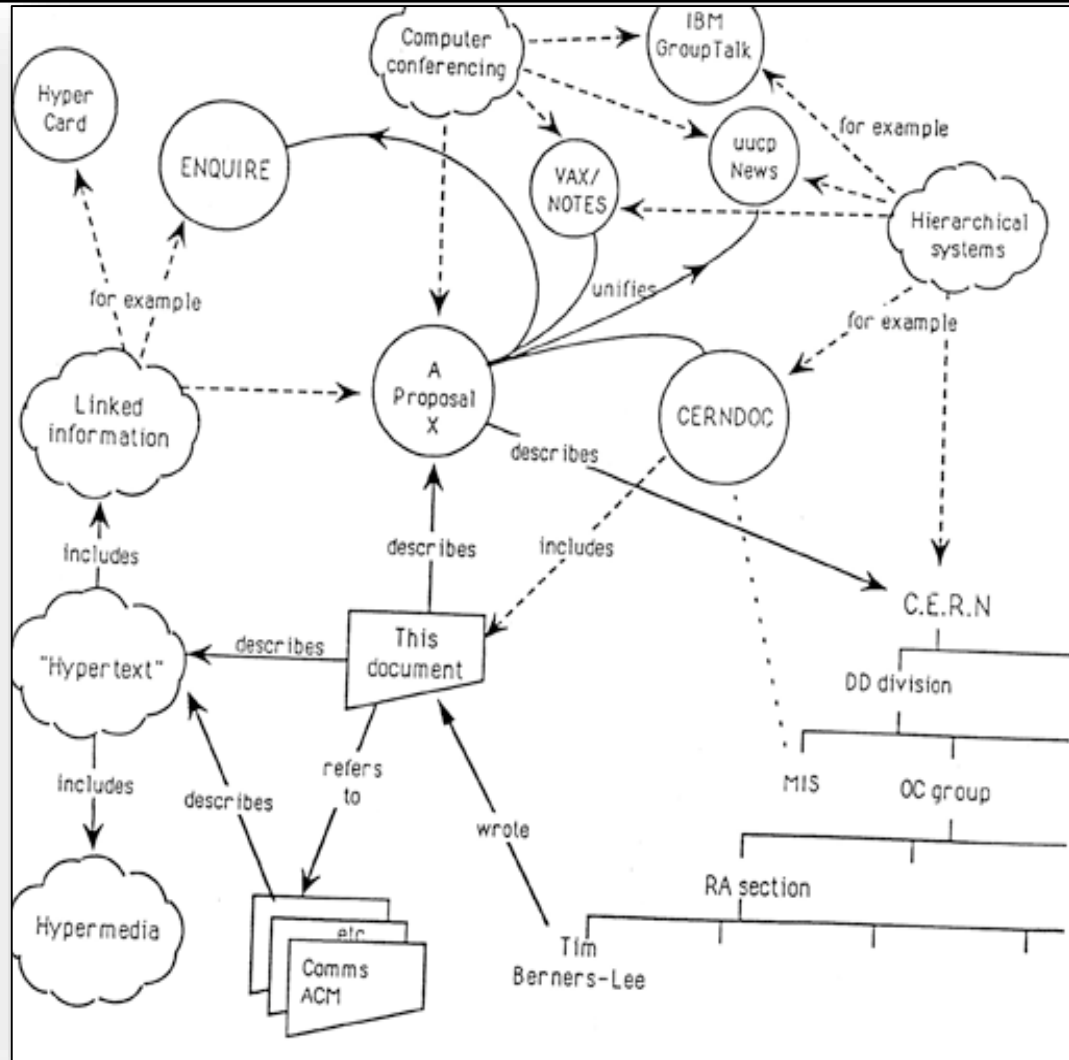 IBM
GroupTalk
Computer
conferencing
Hyper
Card
for example
uucp
News
ENQUIRE
VAX/
NOTES
Hierarchical
systems
unifies
for example
for example
A
Proposal
X
Linked
information
CERNDOC
describes
includes
describes
includes
C.E.R.N
This
document
describes
"Hypertext"
DD division
refers
to
MIS
OC group
includes
describes
wrote
RA section
Hypermedia
etc
Tim
Berners-Lee
Comms
ACM